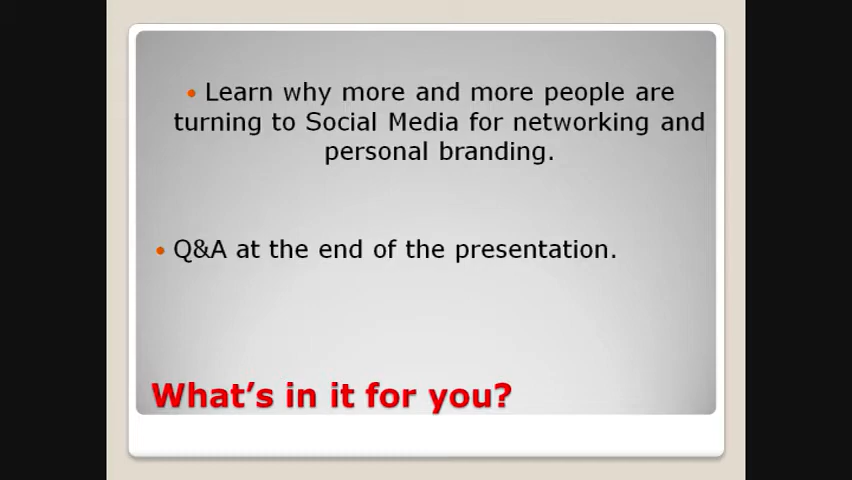 • Learn why more and more people are
turning to Social Media for networking and
personal branding.
• Q&A at the end of the presentation.
What's in it for you?